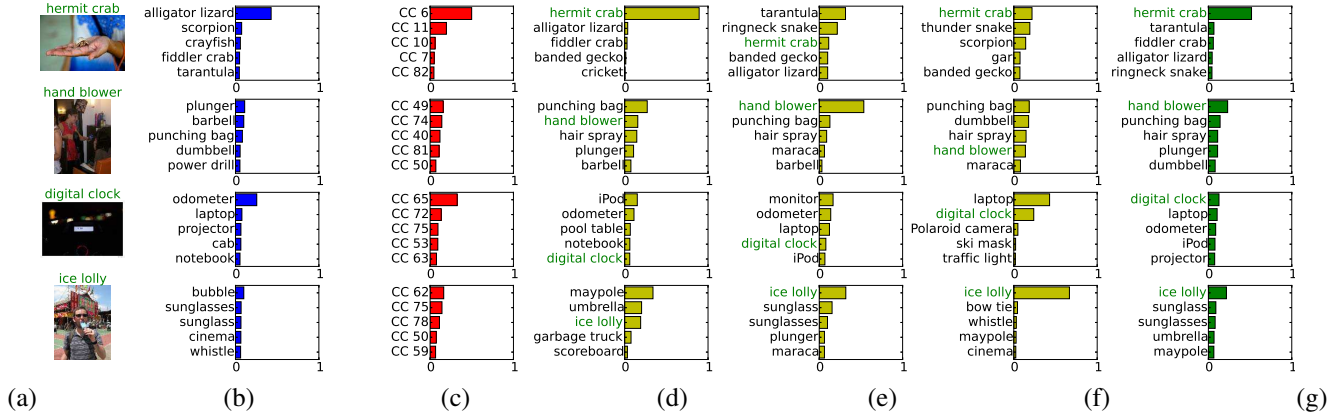 hermit crab
alligator lizard
scorpion
crayfish
fiddler crab
tarantula
0 1
CC 6
CC 11
CC 10
CC 7
CC 82
0 1
hermit crab
alligator lizard
fiddler crab
banded gecko
cricket
0 1
tarantula
ringneck snake
hermit crab
banded gecko
alligator lizard
0 1
hermit crab
thunder snake
scorpion
gar
banded gecko
0 1
hermit crab
tarantula
fiddler crab
alligator lizard
ringneck snake
0 1
hand blower
plunger
barbell
punching bag
dumbbell
power drill
0 1
CC 49
CC 74
CC 40
CC 81
CC 50
0 1
punching bag
hand blower
hair spray
plunger
barbell
0 1
hand blower
punching bag
hair spray
maraca
barbell
0 1
punching bag
dumbbell
hair spray
hand blower
maraca
0 1
hand blower
punching bag
hair spray
plunger
dumbbell
0 1
digital clock
odometer
laptop
projector
cab
notebook
0 1
CC 65
CC 72
CC 75
CC 53
CC 63
0 1
iPod
odometer
pool table
notebook
digital clock
0 1
monitor
odometer
laptop
digital clock
iPod
0 1
laptop
digital clock
Polaroid camera
ski mask
traffic light
0 1
digital clock
laptop
odometer
iPod
projector
0 1
ice lolly
bubble
sunglasses
sunglass
cinema
whistle
0 1
CC 62
CC 75
CC 78
CC 50
CC 59
0 1
maypole
umbrella
ice lolly
garbage truck
scoreboard
0 1
ice lolly
sunglass
sunglasses
plunger
maraca
0 1
ice lolly
bow tie
whistle
maypole
cinema
0 1
ice lolly
sunglass
sunglasses
umbrella
maypole
0 1
(a) (b) (c) (d) (e) (f) (g)